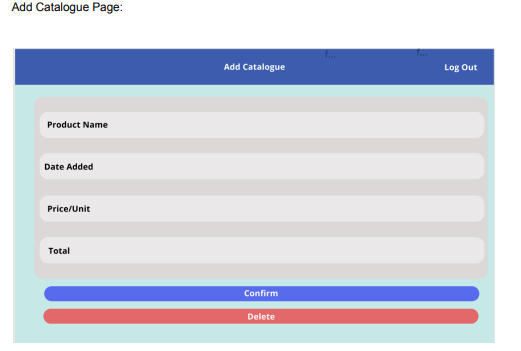 Add Catalogue Page:
f... f...
Add Catalogue Log Out
Product Name
Date Added
Price/Unit
Total
Confirm
Delete